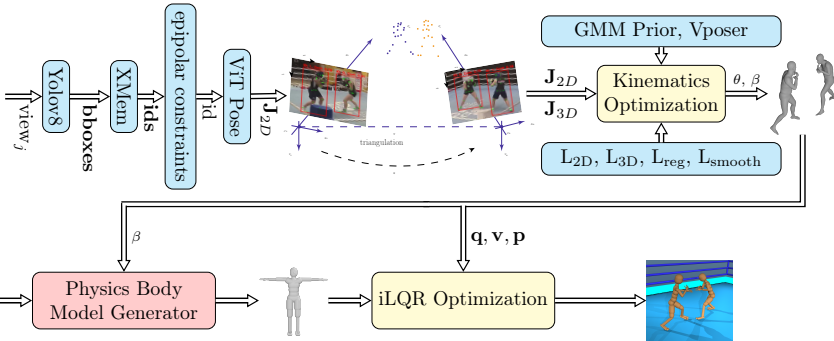 view_j
Yolov8
bboxes
XMem
ids
epipolar constraints
id
ViT Pose
J_2D
triangulation
GMM Prior, Vposer
J_2D
J_3D
Kinematics
Optimization
θ, β
L_2D, L_3D, L_reg, L_smooth
β
q, v, p
Physics Body
Model Generator
iLQR Optimization